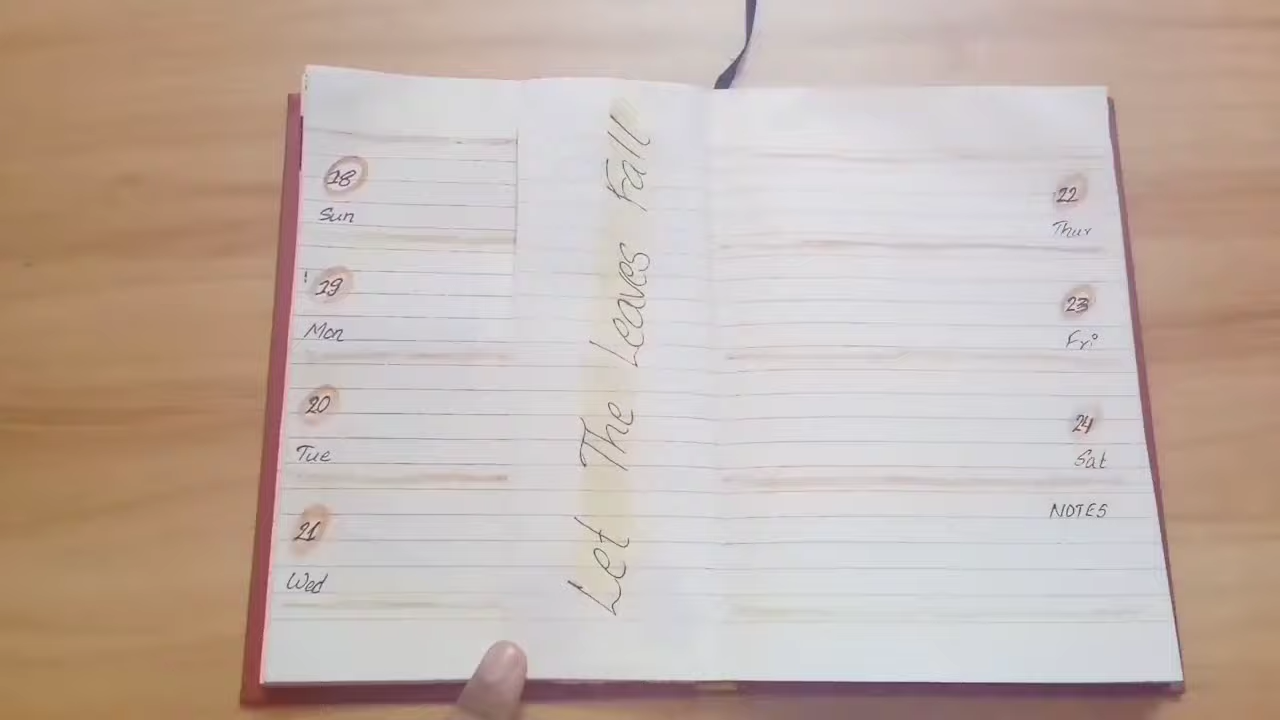 18
Sun
19
Mon
20
Tue
21
Wed
Let The Leaves Fall
22
Thur
23
Fri
24
Sat
NOTES